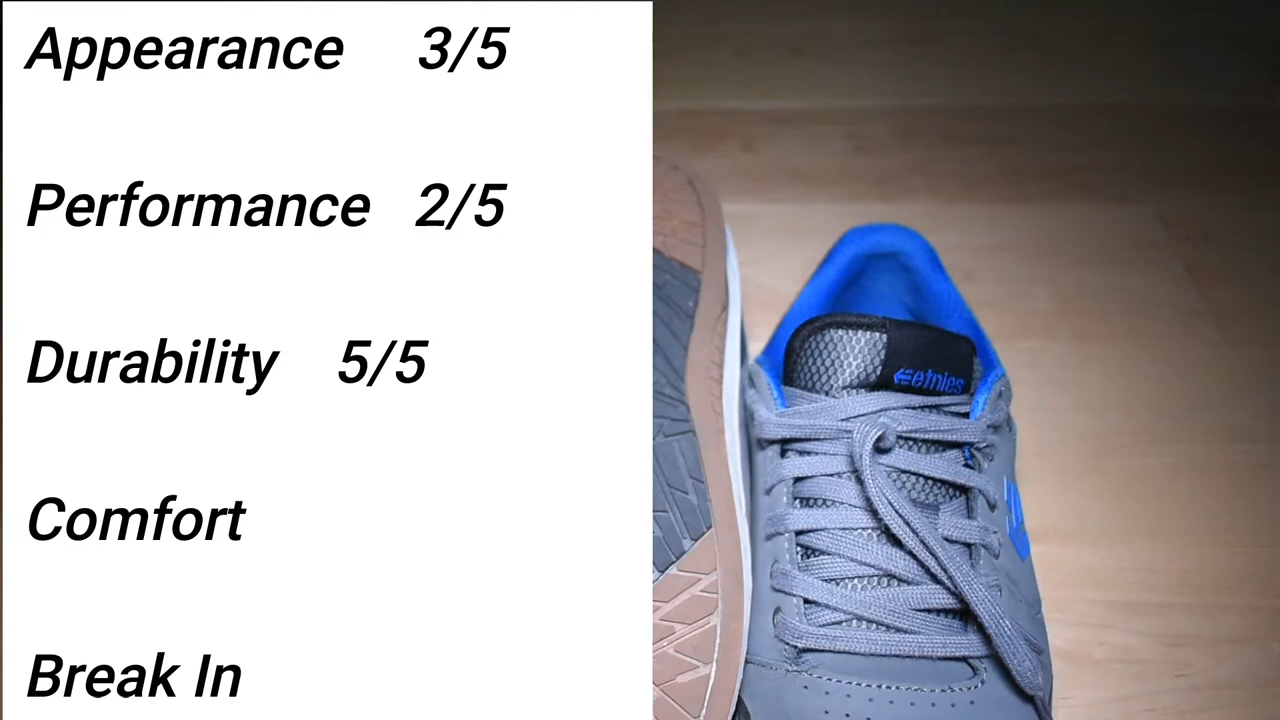 Appearance 3/5
Performance 2/5
Durability 5/5
Comfort
Break In
etnies